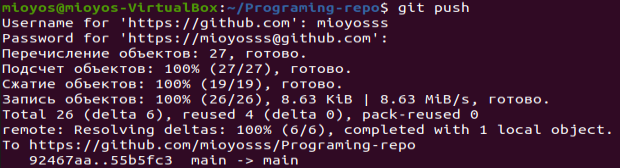 mioyos@mioyos-VirtualBox:~/Programing-repo$ git push
Username for 'https://github.com': mioyosss
Password for 'https://mioyosss@github.com':
Перечисление объектов: 27, готово.
Подсчет объектов: 100% (27/27), готово.
Сжатие объектов: 100% (19/19), готово.
Запись объектов: 100% (26/26), 8.63 KiB | 8.63 MiB/s, готово.
Total 26 (delta 6), reused 4 (delta 0), pack-reused 0
remote: Resolving deltas: 100% (6/6), completed with 1 local object.
To https://github.com/mioyosss/Programing-repo
92467aa..55b5fc3  main -> main